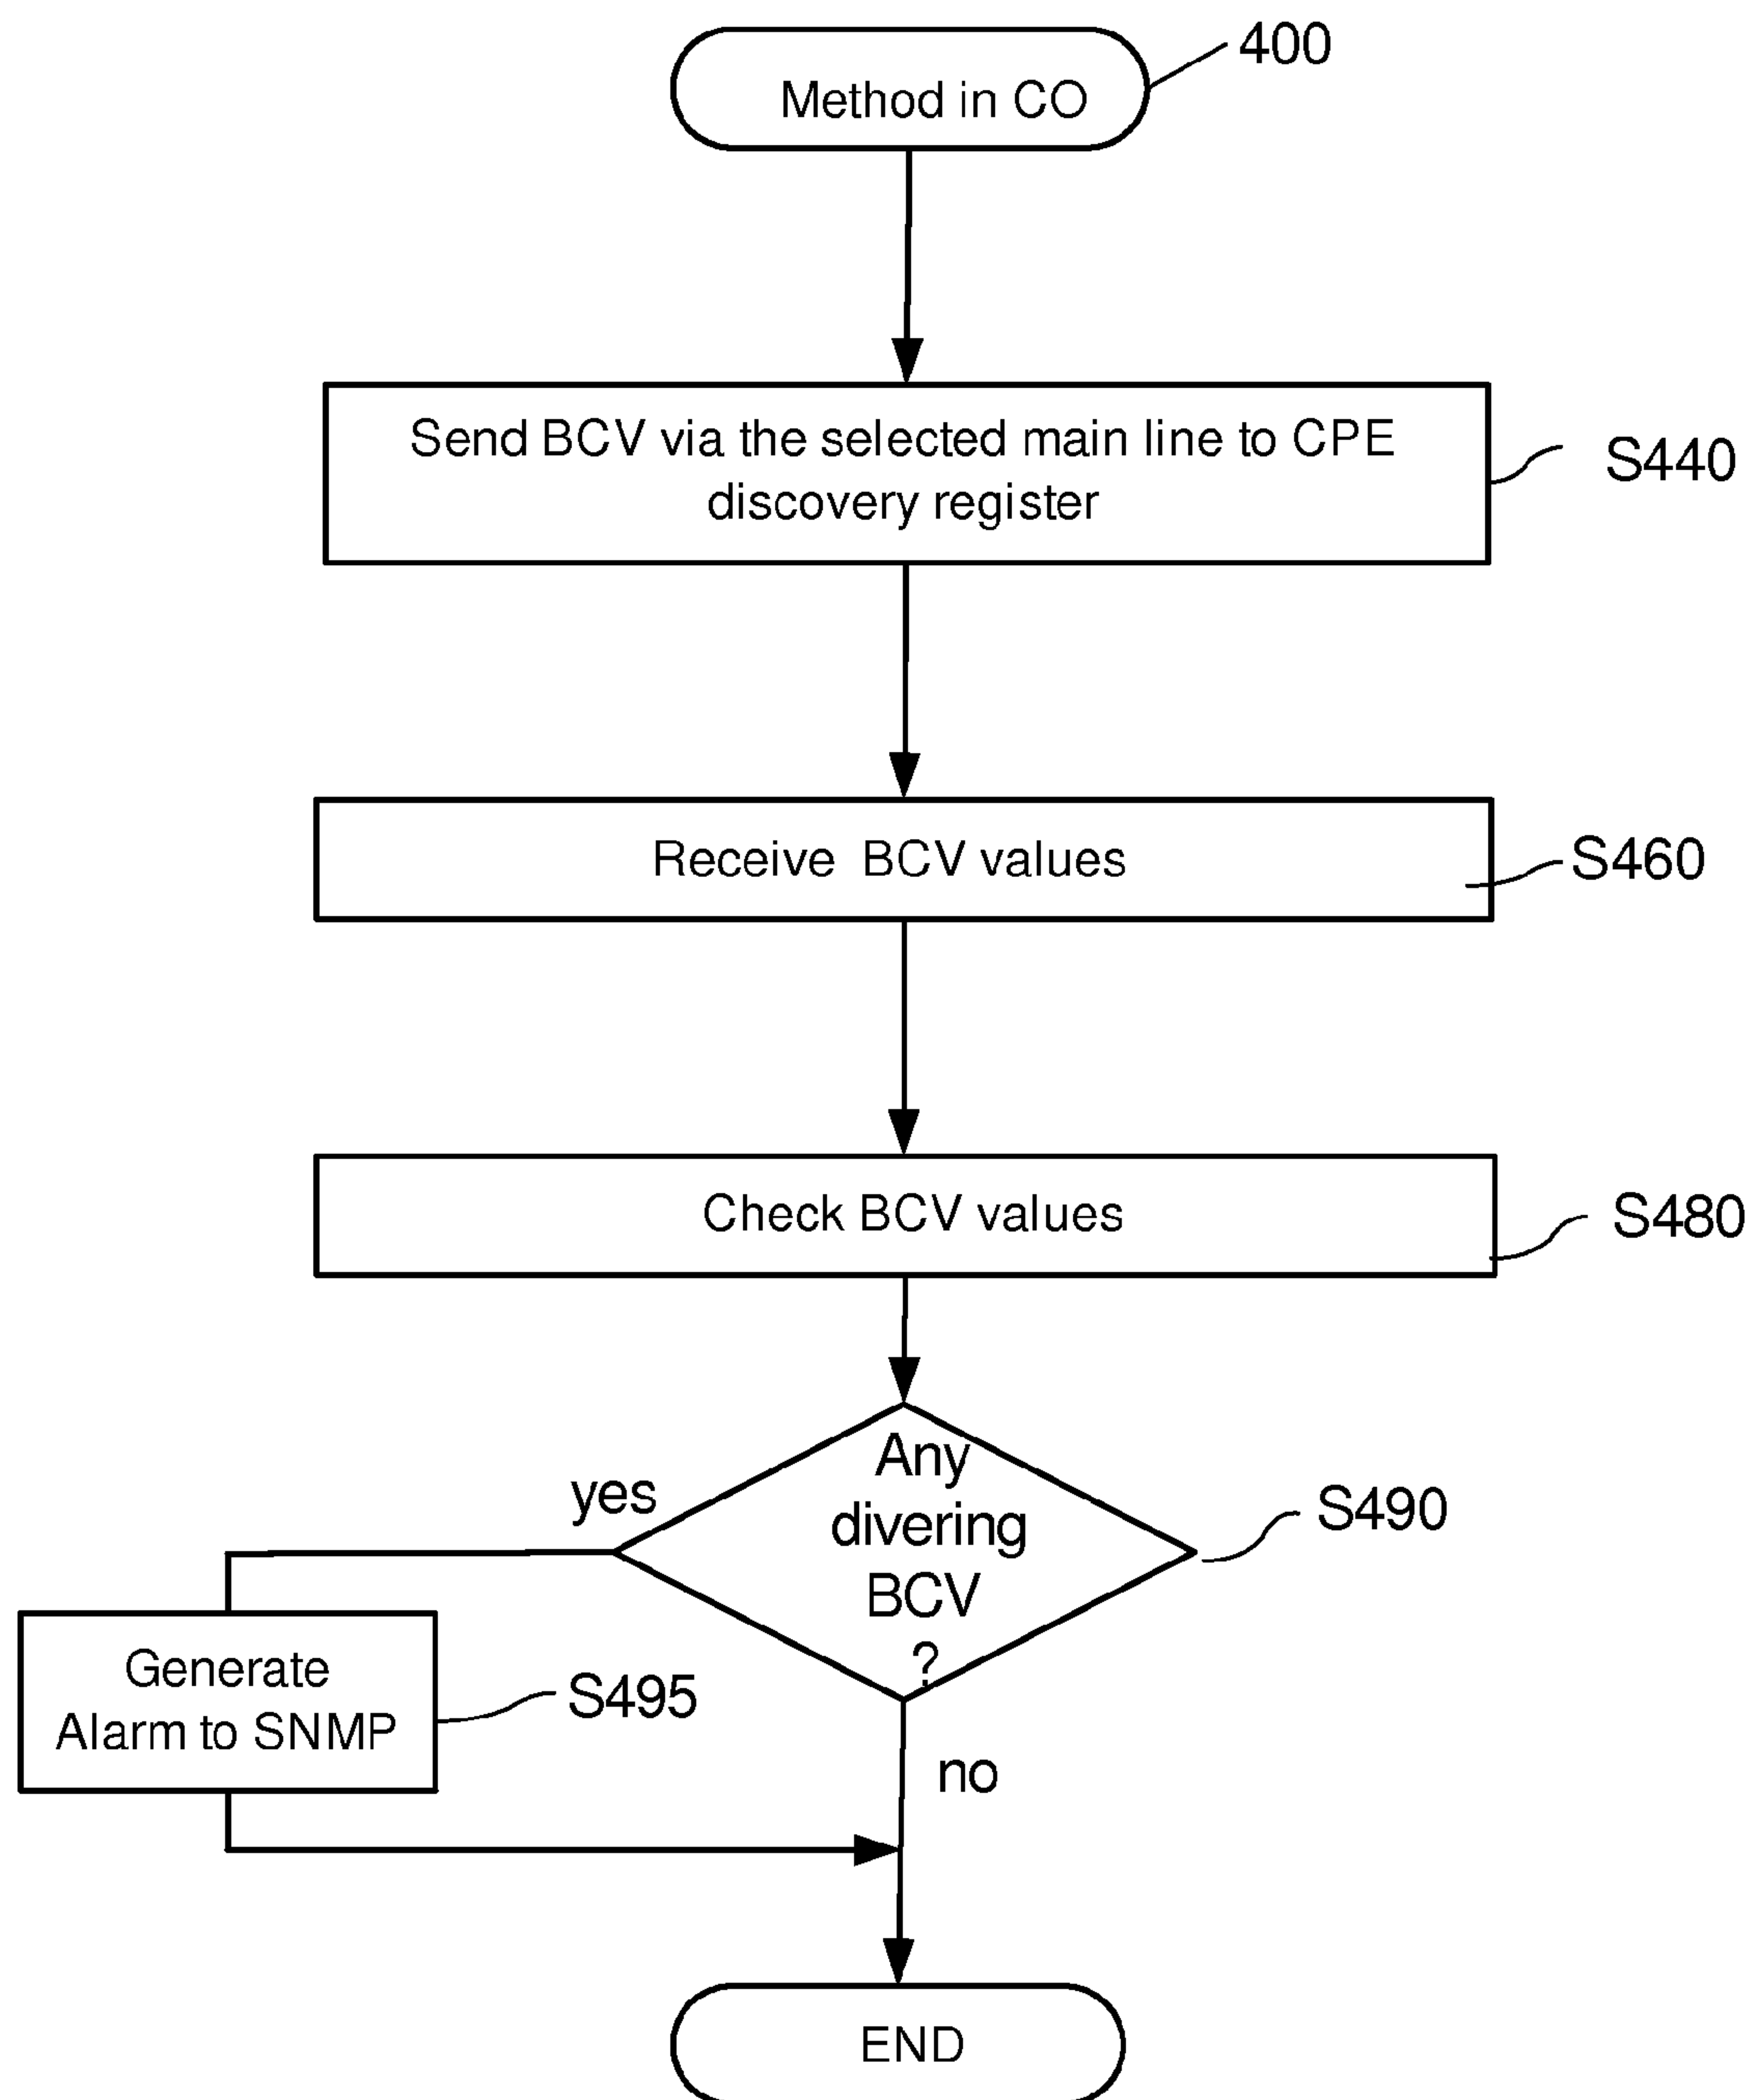 400
Method in CO
Send BCV via the selected main line to CPE
discovery register
S440
Receive BCV values
S460
Check BCV values
S480
Any
divering
BCV
?
yes
S490
Generate
Alarm to SNMP
S495
no
END